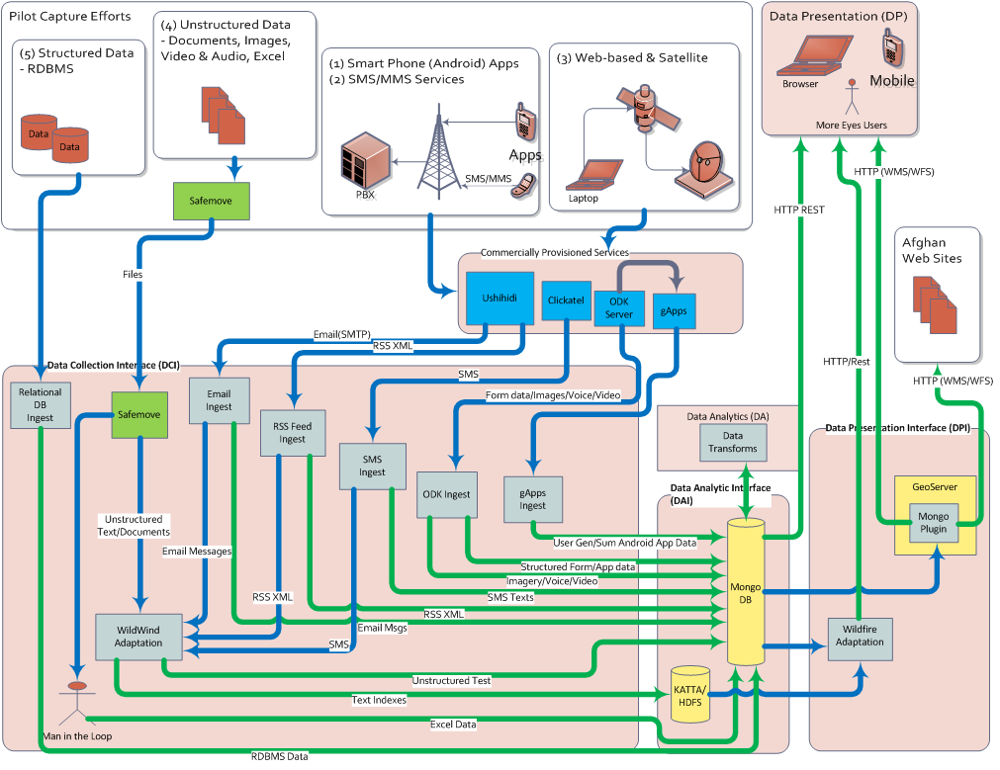 Pilot Capture Efforts
(5) Structured Data
- RDBMS
Data
Data
(4) Unstructured Data
- Documents, Images,
Video & Audio, Excel
Safemove
(1) Smart Phone (Android) Apps
(2) SMS/MMS Services
PBX
Apps
SMS/MMS
(3) Web-based & Satellite
Laptop
Data Presentation (DP)
Browser
Mobile
More Eyes Users
HTTP (WMS/WFS)
HTTP REST
Afghan
Web Sites
Files
Commercially Provisioned Services
Ushihidi
Clickatel
ODK
Server
gApps
Email(SMTP)
RSS XML
SMS
Form data/Images/Voice/Video
HTTP/Rest
HTTP (WMS/WFS)
Data Collection Interface (DCI)
Relational
DB
Ingest
Safemove
Email
Ingest
RSS Feed
Ingest
SMS
Ingest
ODK Ingest
gApps
Ingest
Data Analytics (DA)
Data
Transforms
Data Analytic Interface
(DAI)
Data Presentation Interface (DPI)
GeoServer
Mongo
Plugin
Unstructured
Text/Documents
Email Messages
User Gen/Sum Android App Data
Structured Form/App data
Imagery/Voice/Video
RSS XML
SMS Texts
RSS XML
Email Msgs
SMS
Mongo
DB
WildWind
Adaptation
Wildfire
Adaptation
Unstructured Test
Text Indexes
KATTA/
HDFS
Man in the Loop
Excel Data
RDBMS Data